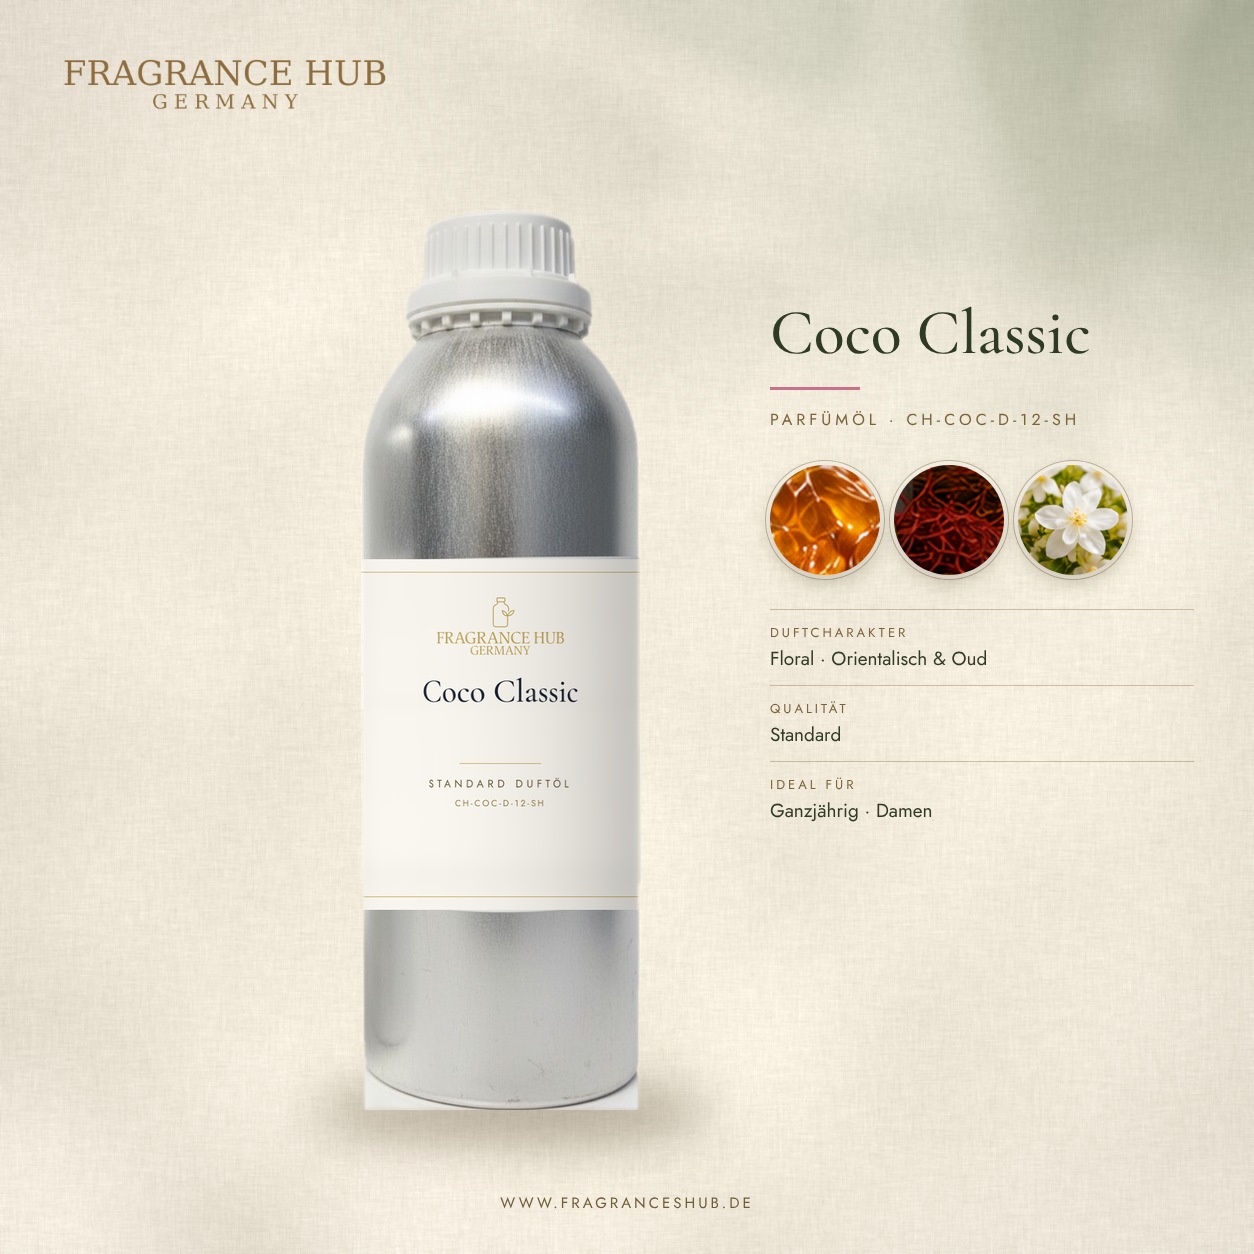 FRAGRANCE HUB
GERMANY
Coco Classic
PARFÜMÖL · CH-COC-D-12-SH
DUFTCHARAKTER
Floral · Orientalisch & Oud
QUALITÄT
Standard
IDEAL FÜR
Ganzjährig · Damen
FRAGRANCE HUB
GERMANY
Coco Classic
STANDARD DUFTÖL
CH-COC-D-12-SH
WWW.FRAGRANCESHUB.DE